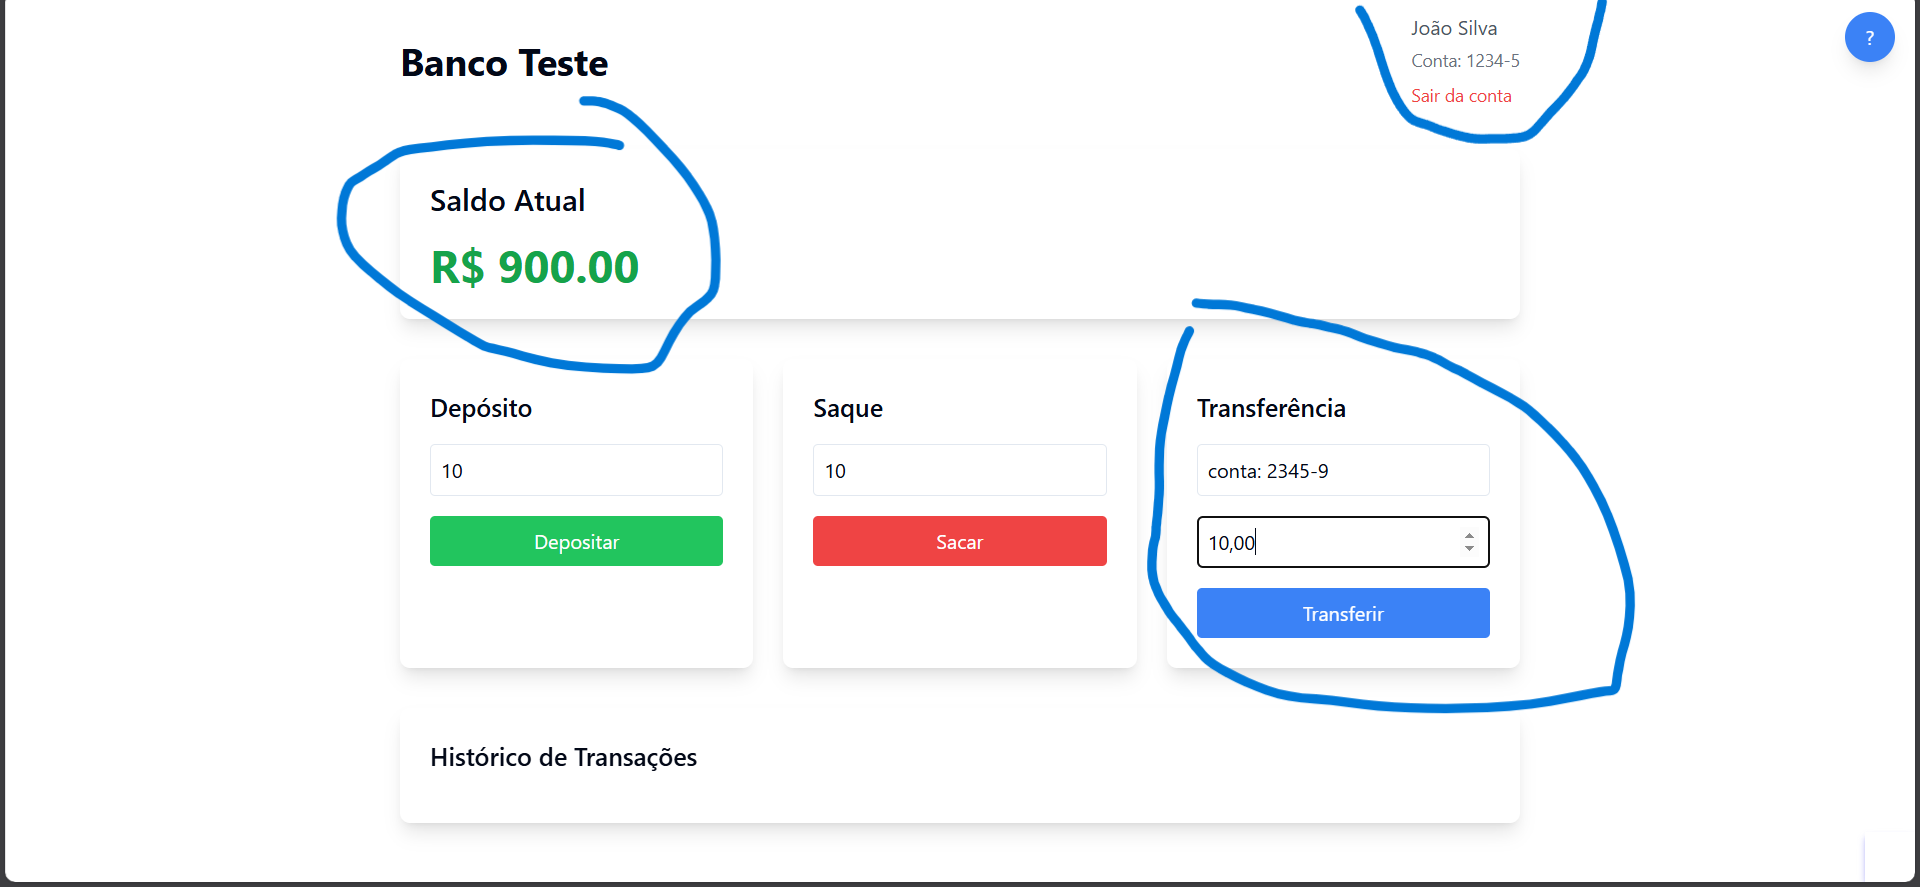 João Silva
?
Banco Teste
Conta: 1234-5
Sair da conta
Saldo Atual
R$ 900.00
Depósito
10
Depositar
Saque
10
Sacar
Transferência
conta: 2345-9
10,00
Transferir
Histórico de Transações